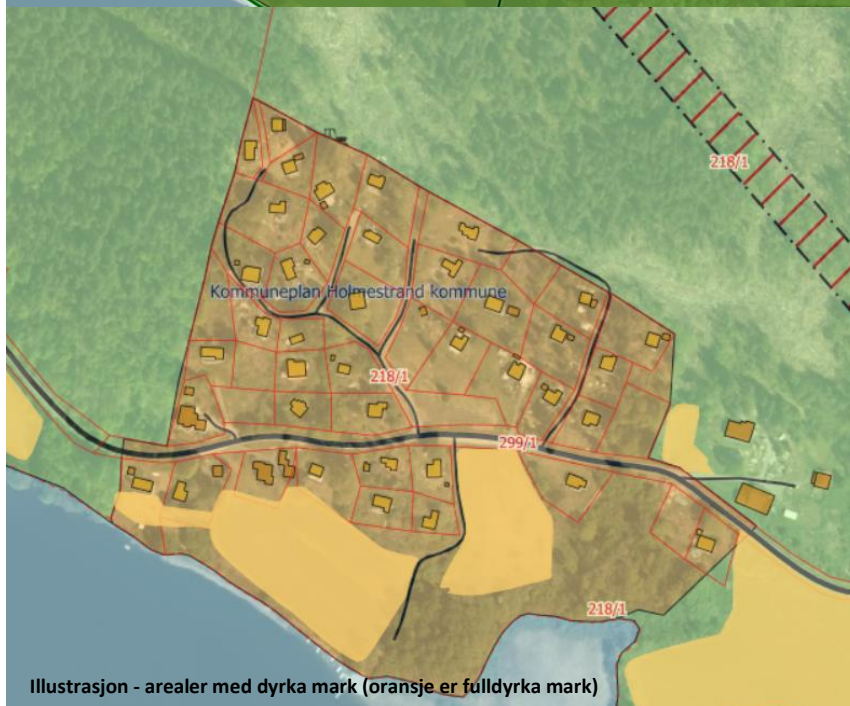 218/1
Kommuneplan Holmestrand kommune
218/1
299/1
218/1
Illustrasjon - arealer med dyrka mark (oransje er fulldyrka mark)